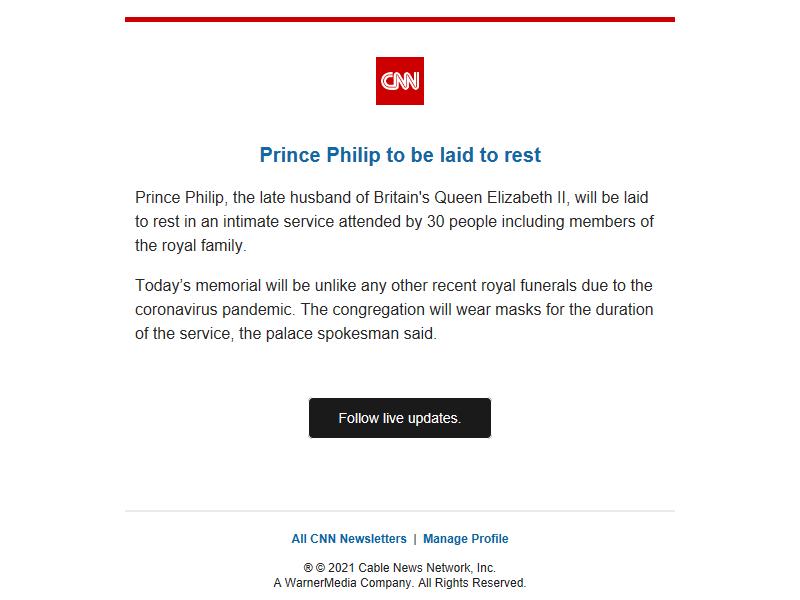 CNN
Prince Philip to be laid to rest
Prince Philip, the late husband of Britain's Queen Elizabeth II, will be laid
to rest in an intimate service attended by 30 people including members of
the royal family.
Today’s memorial will be unlike any other recent royal funerals due to the
coronavirus pandemic. The congregation will wear masks for the duration
of the service, the palace spokesman said.
Follow live updates.
All CNN Newsletters | Manage Profile
® © 2021 Cable News Network, Inc.
A WarnerMedia Company. All Rights Reserved.